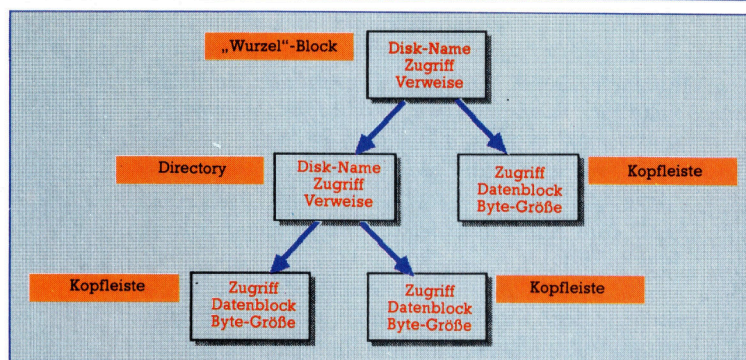 „Wurzel“-Block
Disk-Name
Zugriff
Verweise
Directory
Disk-Name
Zugriff
Verweise
Zugriff
Datenblock
Byte-Größe
Kopfleiste
Kopfleiste
Zugriff
Datenblock
Byte-Größe
Zugriff
Datenblock
Byte-Größe
Kopfleiste